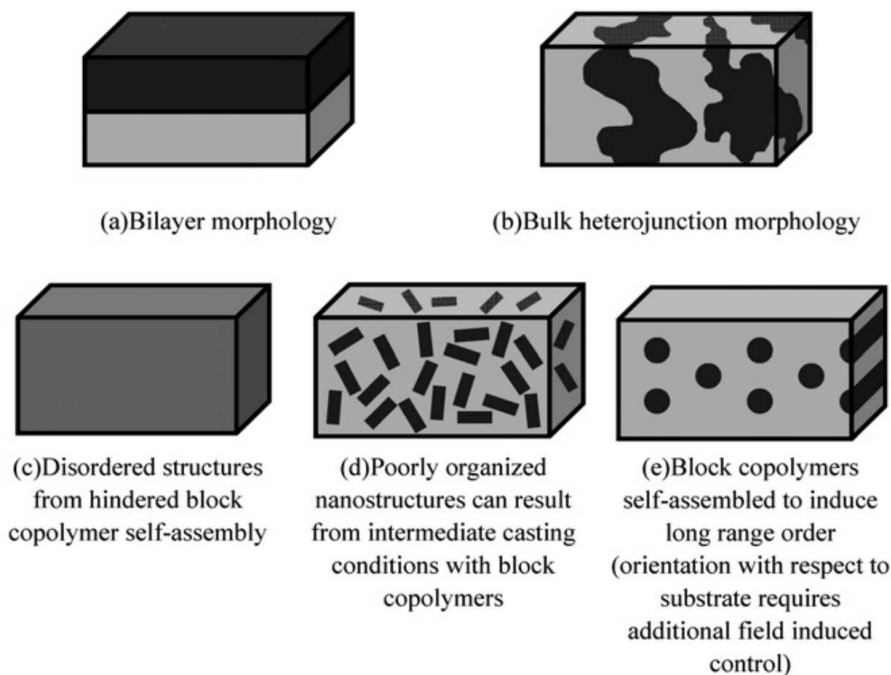 (a)Bilayer morphology
(b)Bulk heterojunction morphology
(c)Disordered structures
from hindered block
copolymer self-assembly
(d)Poorly organized
nanostructures can result
from intermediate casting
conditions with block
copolymers
(e)Block copolymers
self-assembled to induce
long range order
(orientation with respect to
substrate requires
additional field induced
control)